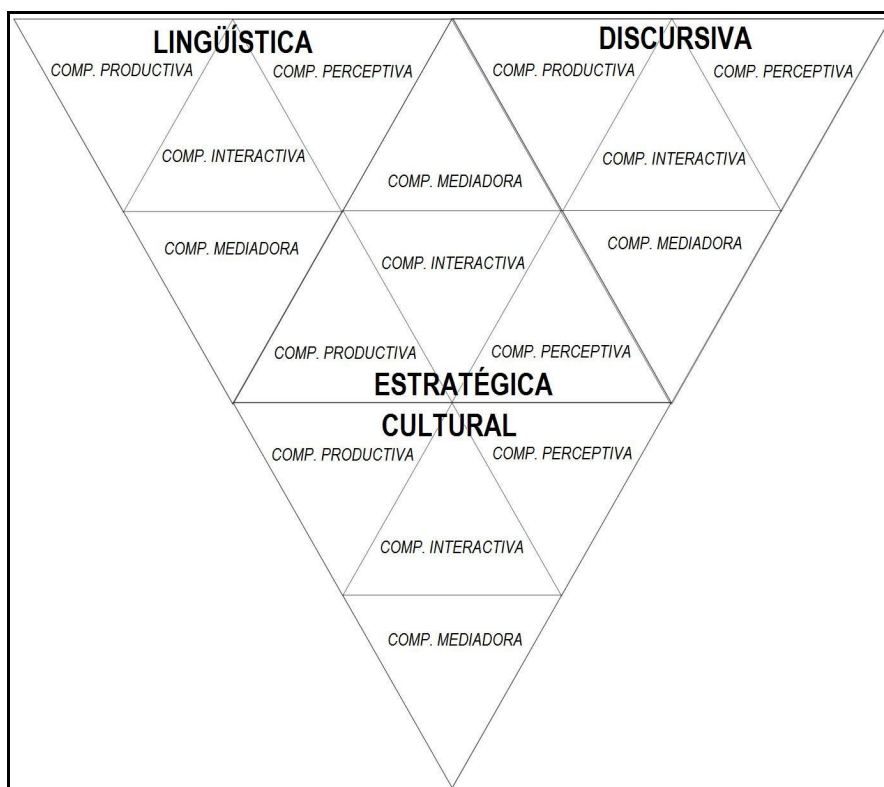 LINGÜÍSTICA
DISCURSIVA
COMP. PRODUCTIVA
COMP. PERCEPTIVA
COMP. PRODUCTIVA
COMP. PERCEPTIVA
COMP. INTERACTIVA
COMP. INTERACTIVA
COMP. MEDIADORA
COMP. MEDIADORA
COMP. MEDIADORA
COMP. INTERACTIVA
COMP. PRODUCTIVA
COMP. PERCEPTIVA
ESTRATÉGICA
CULTURAL
COMP. PRODUCTIVA
COMP. PERCEPTIVA
COMP. INTERACTIVA
COMP. MEDIADORA